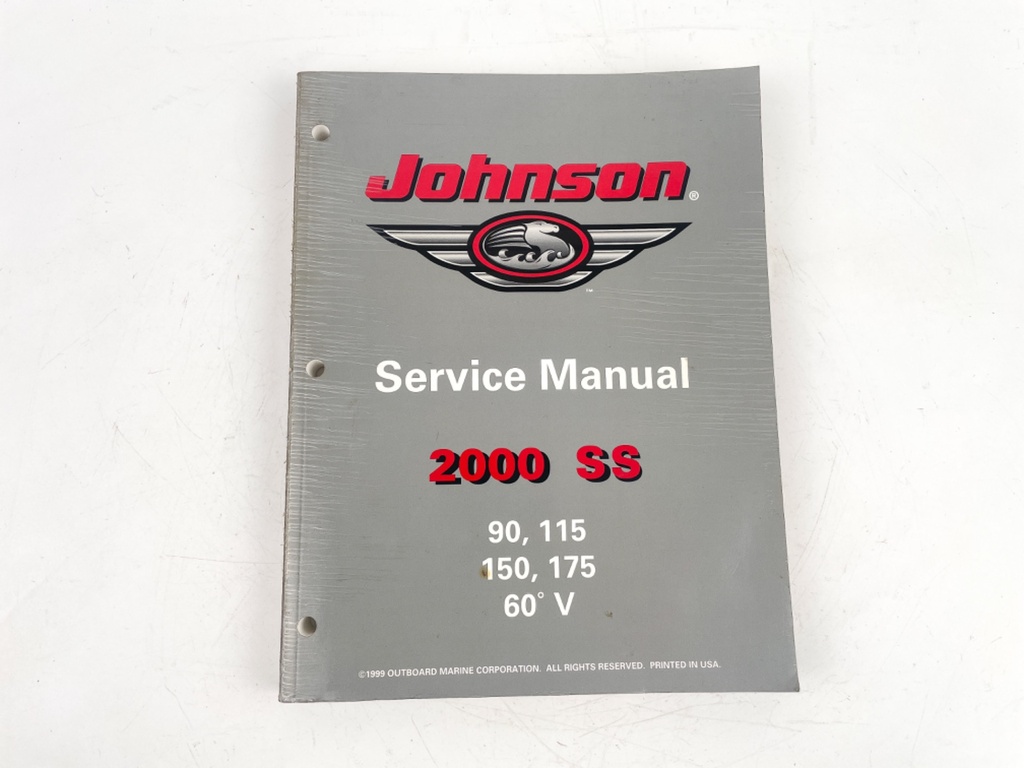 Johnson®
™
Service Manual
2000 SS
90, 115
150, 175
60° V
©1999 OUTBOARD MARINE CORPORATION. ALL RIGHTS RESERVED. PRINTED IN USA.